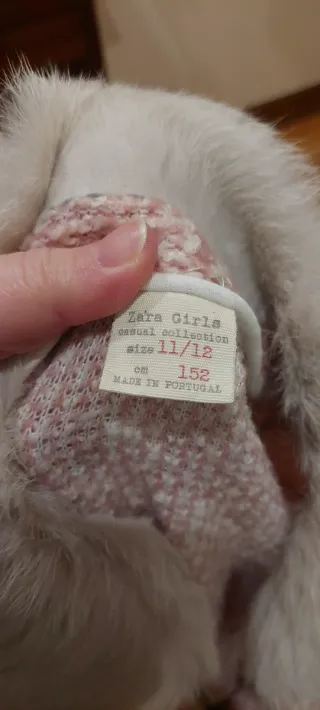 Zara Girls
casual collection
size 11/12
cm 152
MADE IN PORTUGAL